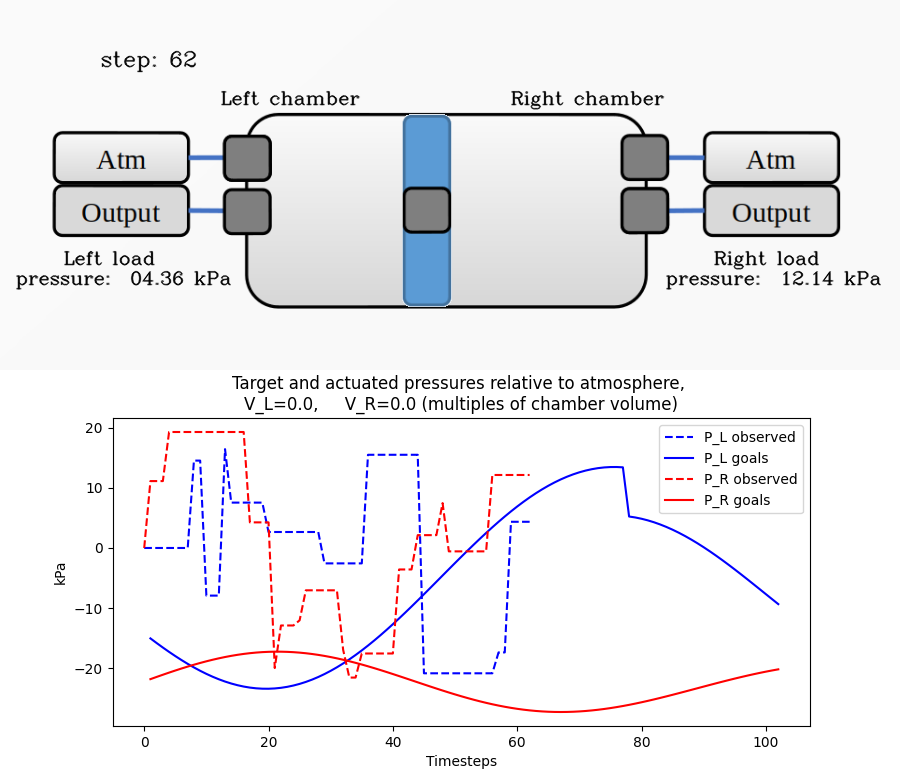 step: 62
Left chamber
Right chamber
Atm
Atm
Output
Output
Left load
pressure: 04.36 kPa
Right load
pressure: 12.14 kPa
Target and actuated pressures relative to atmosphere,
V_L=0.0, V_R=0.0 (multiples of chamber volume)
20
10
0
−10
−20
kPa
P_L observed
P_L goals
P_R observed
P_R goals
0
20
40
60
80
100
Timesteps